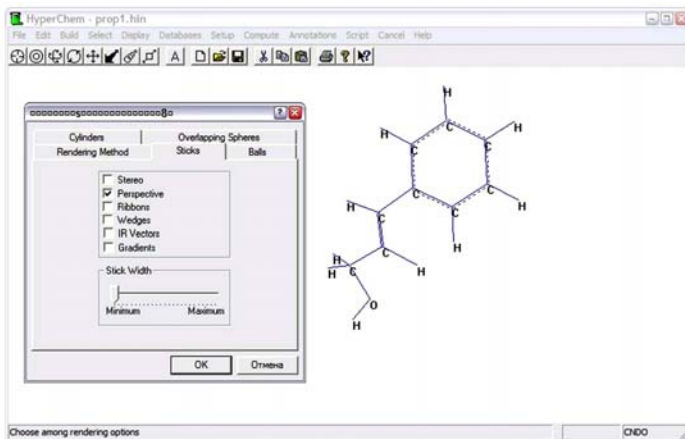 HyperChem - prop1.hin
File Edit Build Select Display Databases Setup Compute Annotations Script Cancel Help
A
Cylinders Overlapping Spheres
Rendering Method Sticks Balls
Stereo
Perspective
Ribbons
Wedges
IR Vectors
Gradients
Stick Width
Minimum Maximum
OK Отмена
H
H C H
C C
C C
H C H
C H
C H
H H C
O
H
Choose among rendering options CNDO